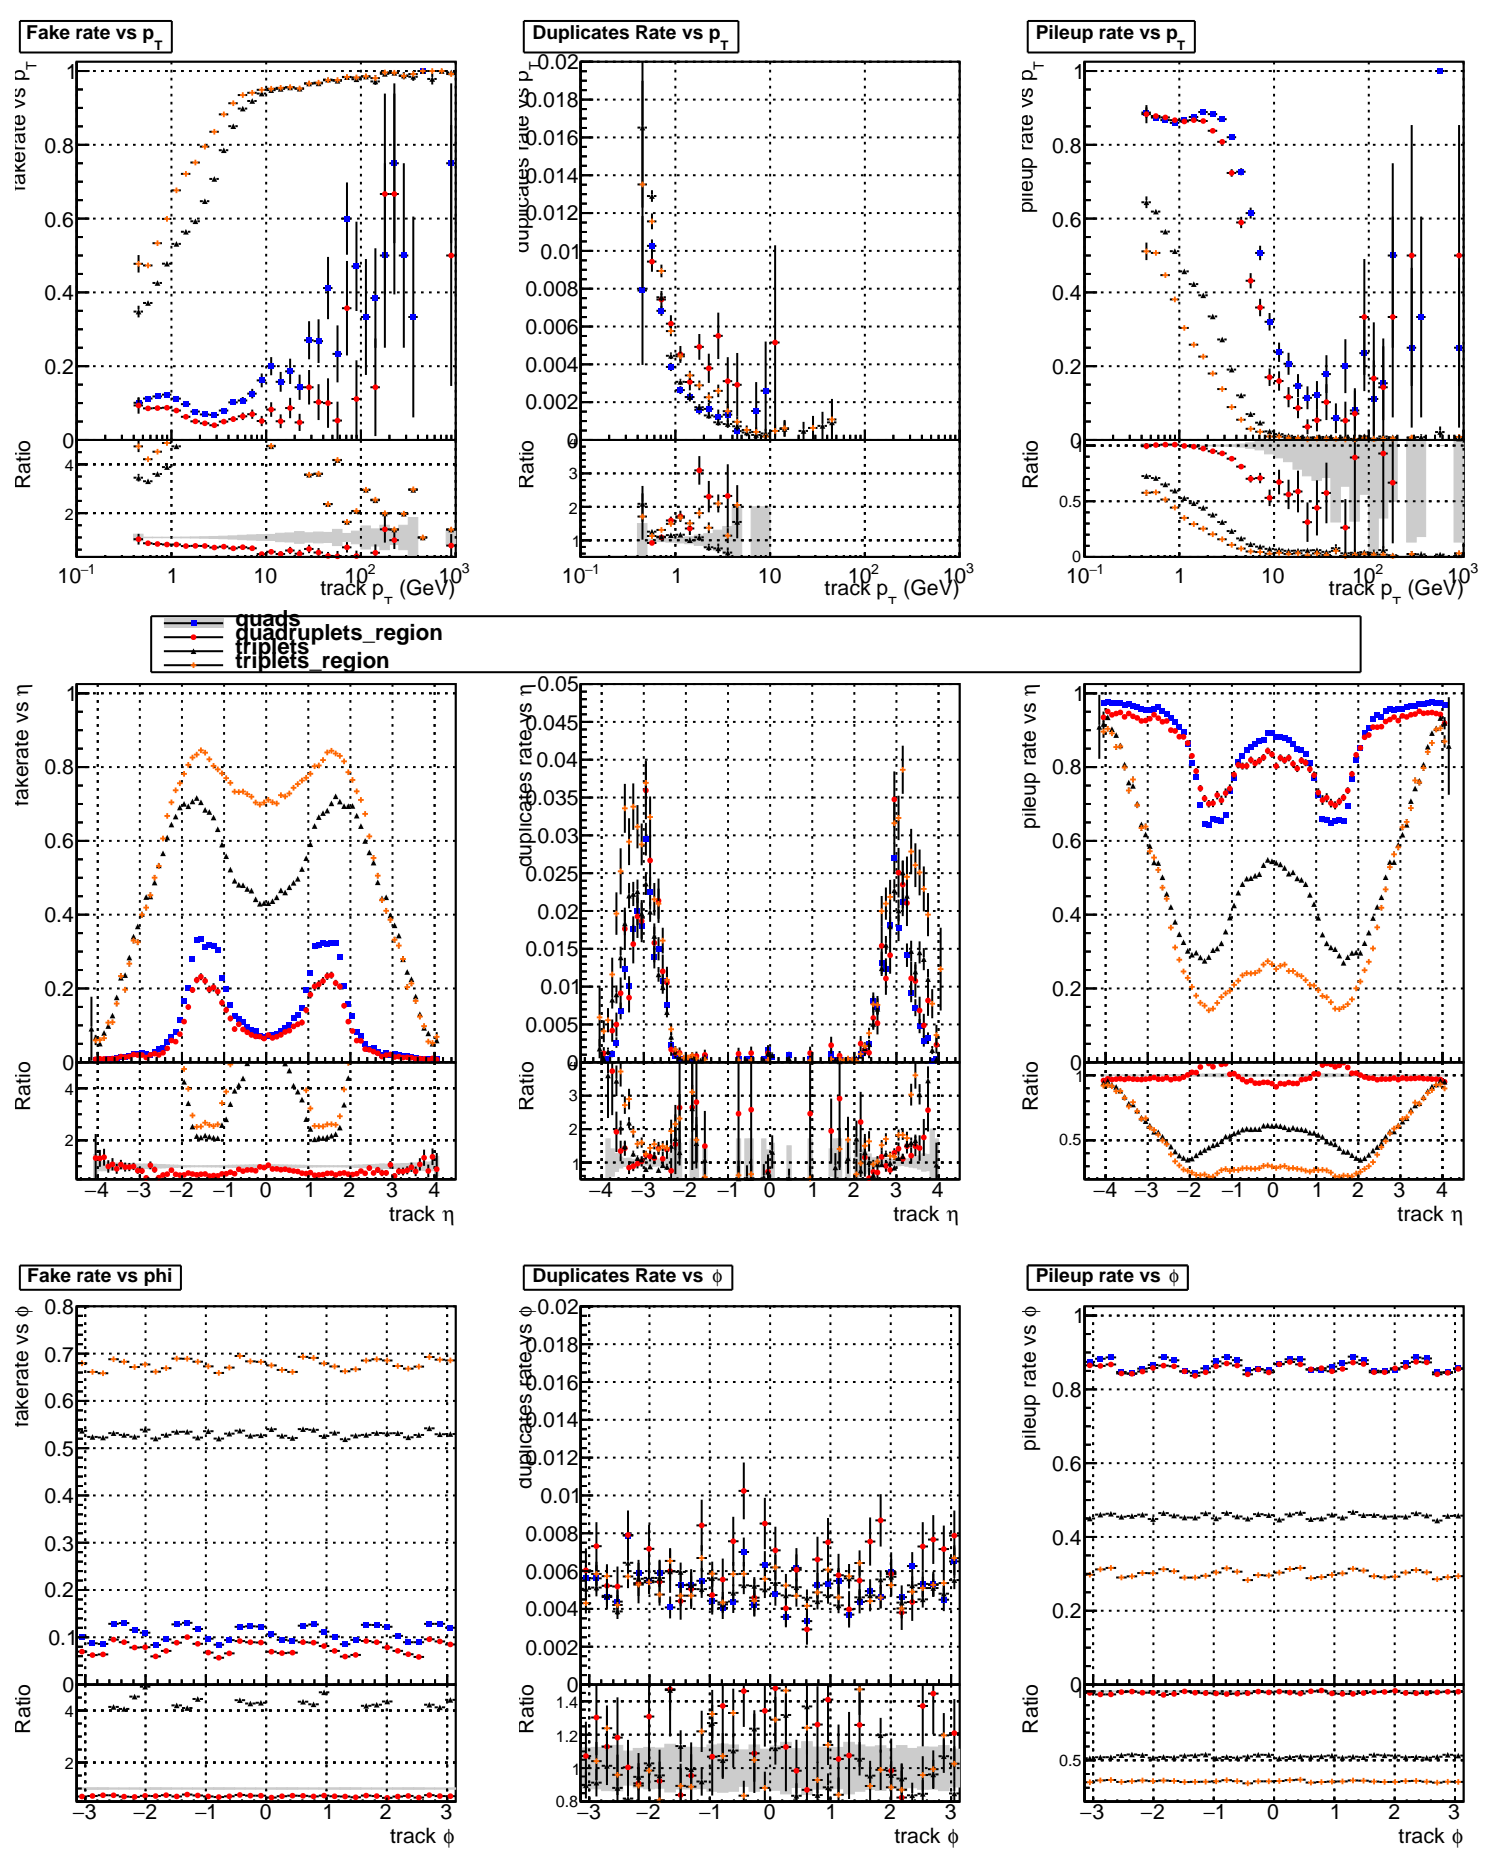 Fake rate vs p_T
Duplicates Rate vs p_T
Pileup rate vs p_T
fakerate vs p_T
1
0.8
0.6
0.4
0.2
0
Ratio
4
2
10^−1
1
10
10^2
10^3
track p_T (GeV)
duplicates rate vs p_T
0.02
0.018
0.016
0.014
0.012
0.01
0.008
0.006
0.004
0.002
0
Ratio
3
2
1
10^−1
1
10
10^2
10^3
track p_T (GeV)
pileup rate vs p_T
1
0.8
0.6
0.4
0.2
0
Ratio
1
0.5
0
10^−1
1
10
10^2
10^3
track p_T (GeV)
quads
quadruplets_region
triplets
triplets_region
fakerate vs η
1
0.8
0.6
0.4
0.2
0
Ratio
4
2
−4 −3 −2 −1 0 1 2 3 4
track η
duplicates rate vs η
0.05
0.045
0.04
0.035
0.03
0.025
0.02
0.015
0.01
0.005
0
Ratio
3
2
1
−4 −3 −2 −1 0 1 2 3 4
track η
pileup rate vs η
1
0.8
0.6
0.4
0.2
0
Ratio
1
0.5
−4 −3 −2 −1 0 1 2 3 4
track η
Fake rate vs phi
Duplicates Rate vs ϕ
Pileup rate vs ϕ
fakerate vs ϕ
0.8
0.7
0.6
0.5
0.4
0.3
0.2
0.1
0
Ratio
4
2
−3 −2 −1 0 1 2 3
track ϕ
duplicates rate vs ϕ
0.02
0.018
0.016
0.014
0.012
0.01
0.008
0.006
0.004
0.002
0
Ratio
1.4
1.2
1
0.8
−3 −2 −1 0 1 2 3
track ϕ
pileup rate vs ϕ
1
0.8
0.6
0.4
0.2
0
Ratio
1
0.5
−3 −2 −1 0 1 2 3
track ϕ